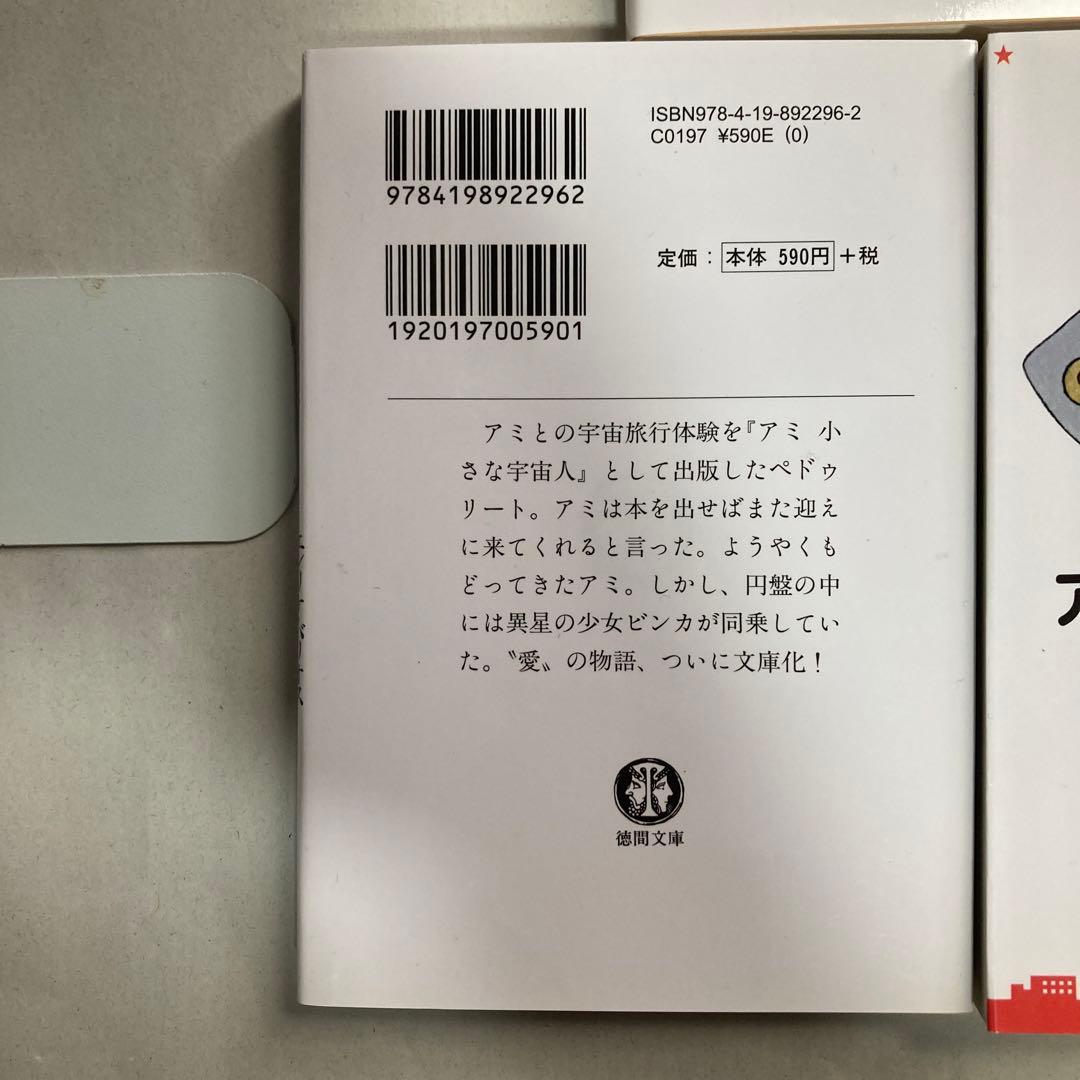 9784198922962
ISBN978-4-19-892296-2
C0197 ¥590E (0)
1920197005901
定価: 本体 590円 +税
アミとの宇宙旅行体験を『アミ 小
さな宇宙人』として出版したペドゥ
リート。アミは本を出せばまた迎え
に来てくれると言った。ようやくも
どってきたアミ。しかし、円盤の中
には異星の少女ビンカが同乗してい
た。〝愛〟の物語、ついに文庫化!
徳間文庫
ア